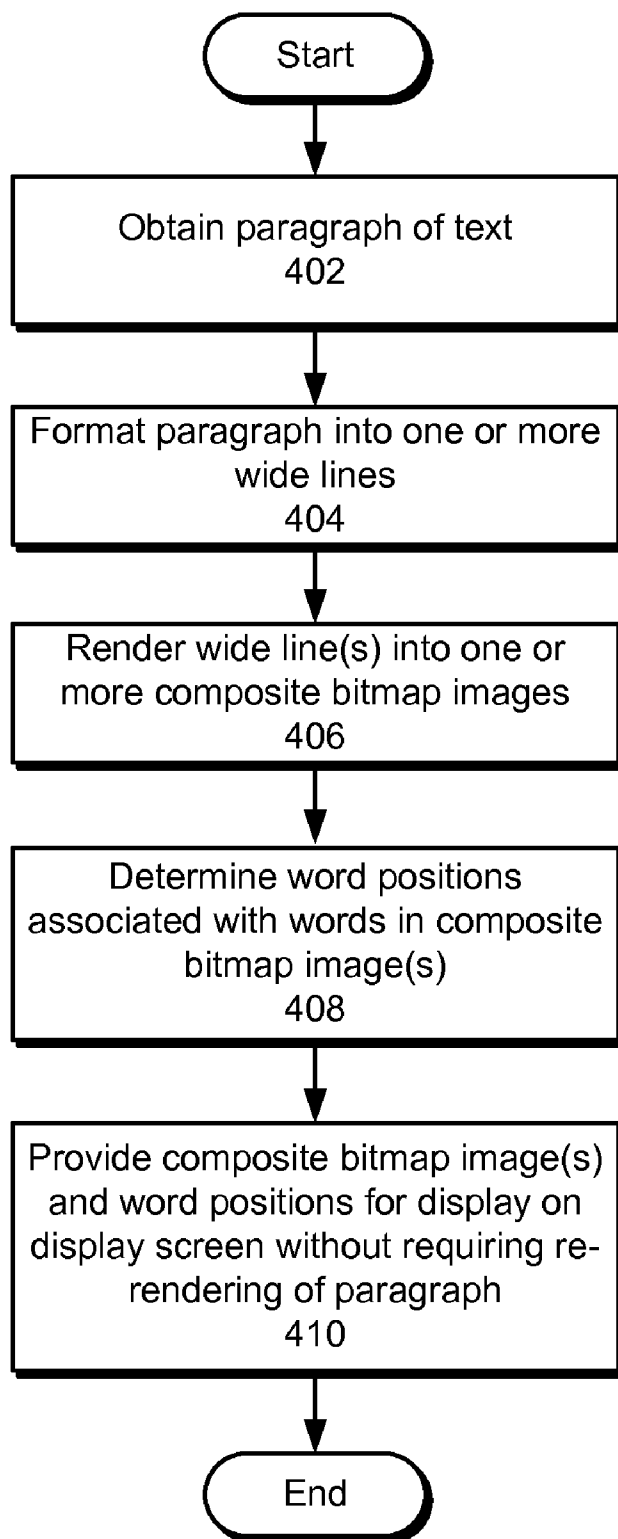 Start
Obtain paragraph of text
402
Format paragraph into one or more
wide lines
404
Render wide line(s) into one or
more composite bitmap images
406
Determine word positions
associated with words in composite
bitmap image(s)
408
Provide composite bitmap image(s)
and word positions for display on
display screen without requiring re-
rendering of paragraph
410
End